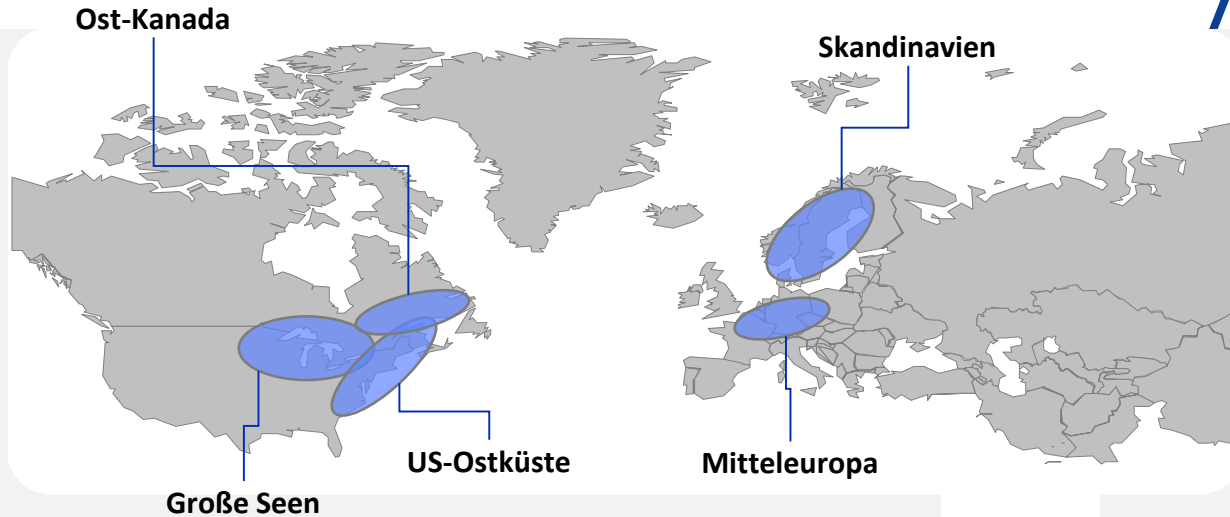 Ost-Kanada
Skandinavien
US-Ostküste
Mitteleuropa
Große Seen